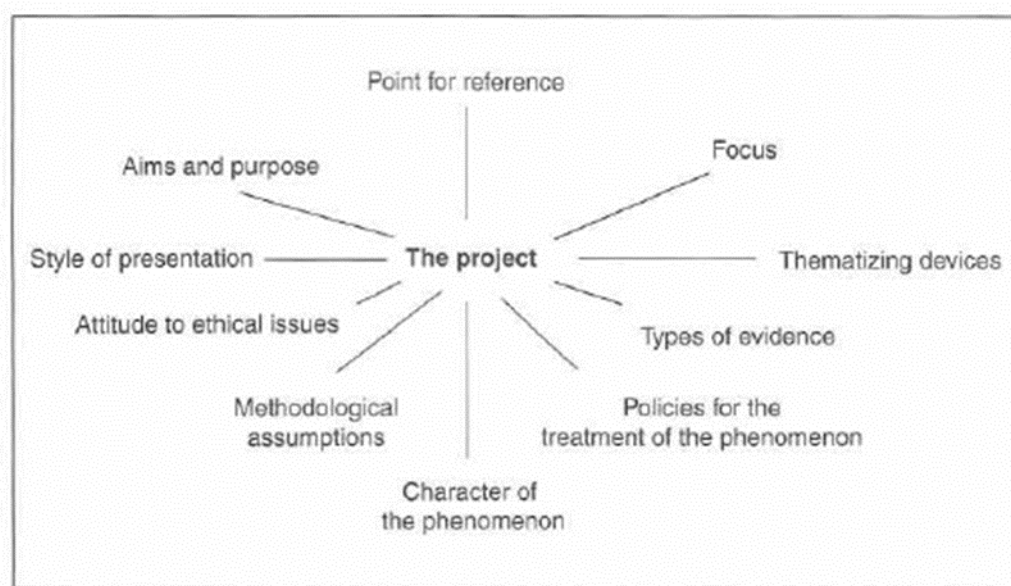 Point for reference
Focus
Aims and purpose
Style of presentation
The project
Thematizing devices
Attitude to ethical issues
Types of evidence
Methodological
assumptions
Policies for the
treatment of the phenomenon
Character of
the phenomenon